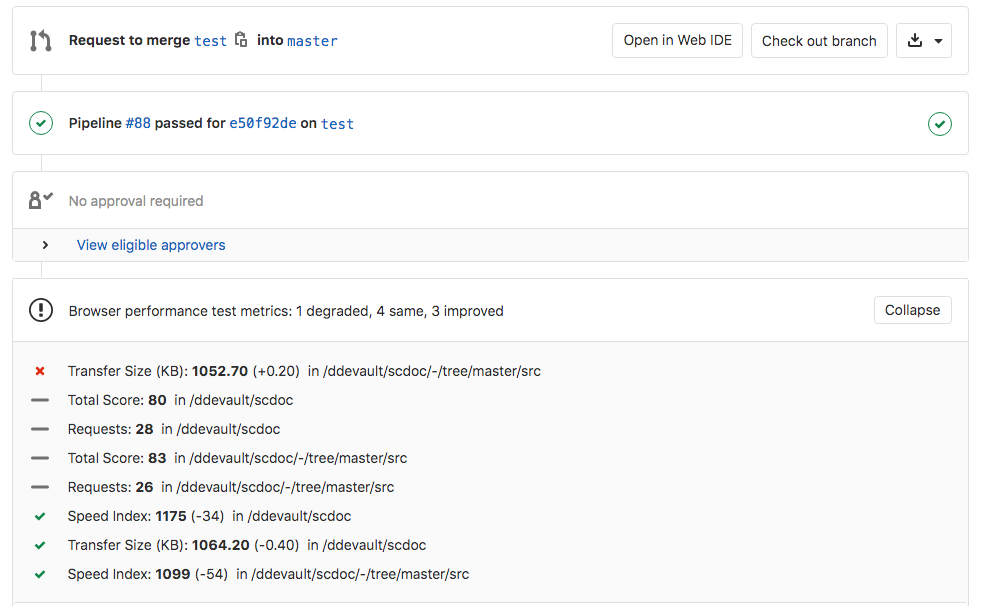 Request to merge test into master
Open in Web IDE
Check out branch
Pipeline #88 passed for e50f92de on test
No approval required
View eligible approvers
Browser performance test metrics: 1 degraded, 4 same, 3 improved
Collapse
Transfer Size (KB): 1052.70 (+0.20) in /ddevault/scdoc/-/tree/master/src
Total Score: 80 in /ddevault/scdoc
Requests: 28 in /ddevault/scdoc
Total Score: 83 in /ddevault/scdoc/-/tree/master/src
Requests: 26 in /ddevault/scdoc/-/tree/master/src
Speed Index: 1175 (-34) in /ddevault/scdoc
Transfer Size (KB): 1064.20 (-0.40) in /ddevault/scdoc
Speed Index: 1099 (-54) in /ddevault/scdoc/-/tree/master/src